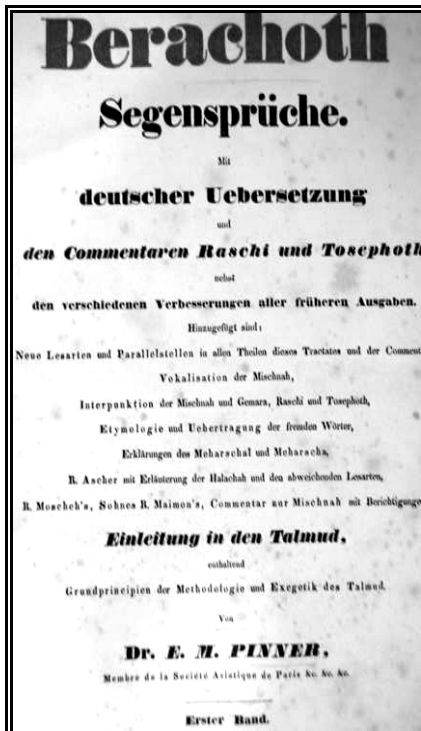 Berachoth
Segensprüche.
Mit
deutscher Uebersetzung
und
den Commentaren Raschi und Tosephoth
nebst
den verschiedenen Verbesserungen aller früheren Ausgaben.
Hinzugefügt sind:
Neue Lesarten und Parallelstellen in allen Theilen dieses Tractates und der Comment
Vokalisation der Mischnah,
Interpunktion der Mischnah und Gemara, Raschi und Tosephoth,
Etymologie und Uebertragung der fremden Wörter,
Erklärungen des Meharschal und Meharscha,
R. Ascher mit Erläuterung der Halachah und den abweichenden Lesarten,
R. Moscheh's, Sohnes R. Maimon's, Commentar zur Mischnah mit Berichtigunge
Einleitung in den Talmud,
enthaltend
Grundprincipien der Methodologie und Exegetik des Talmud.
Von
Dr. E. M. PINNER,
Membre de la Société Asiatique de Paris &c. &c. &c.
Erster Band.